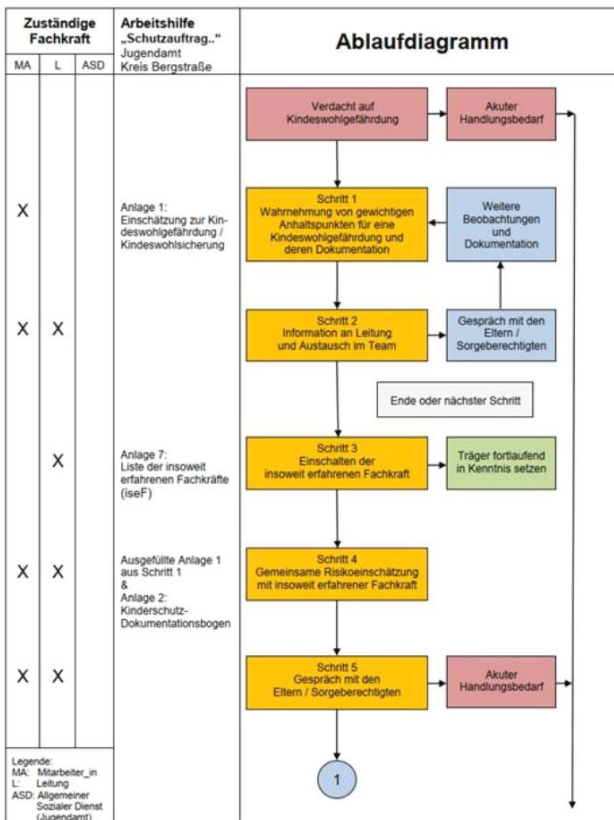 Zuständige
Fachkraft
MA L ASD
Arbeitshilfe
„Schutzauftrag.."
Jugendamt
Kreis Bergstraße
Ablaufdiagramm
Verdacht auf
Kindeswohlgefährdung
Akuter
Handlungsbedarf
X
Anlage 1:
Einschätzung zur Kin-
deswohlgefährdung /
Kindeswohlsicherung
Schritt 1
Wahrnehmung von gewichtigen
Anhaltspunkten für eine
Kindeswohlgefährdung und
deren Dokumentation
Weitere
Beobachtungen
und
Dokumentation
X X
Schritt 2
Information an Leitung
und Austausch im Team
Gespräch mit den
Eltern /
Sorgeberechtigten
Ende oder nächster Schritt
X
Anlage 7:
Liste der insoweit
erfahrenen Fachkräfte
(iseF)
Schritt 3
Einschalten der
insoweit erfahrenen Fachkraft
Träger fortlaufend
in Kenntnis setzen
X X
Ausgefüllte Anlage 1
aus Schritt 1
&
Anlage 2:
Kinderschutz-
Dokumentationsbogen
Schritt 4
Gemeinsame Risikoeinschätzung
mit insoweit erfahrener Fachkraft
X X
Schritt 5
Gespräch mit den
Eltern / Sorgeberechtigten
Akuter
Handlungsbedarf
1
Legende:
MA: Mitarbeiter_in
L: Leitung
ASD: Allgemeiner
Sozialer Dienst
(Jugendamt)